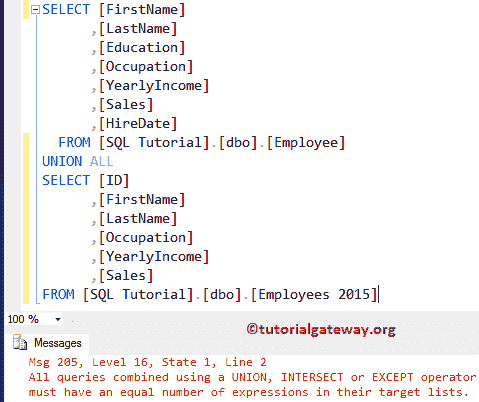 SELECT [FirstName]
,[LastName]
,[Education]
,[Occupation]
,[YearlyIncome]
,[Sales]
,[HireDate]
FROM [SQL Tutorial].[dbo].[Employee]
UNION ALL
SELECT [ID]
,[FirstName]
,[LastName]
,[Occupation]
,[YearlyIncome]
,[Sales]
FROM [SQL Tutorial].[dbo].[Employees 2015]
100 %
©tutorialgateway.org
Messages
Msg 205, Level 16, State 1, Line 2
All queries combined using a UNION, INTERSECT or EXCEPT operator
must have an equal number of expressions in their target lists.